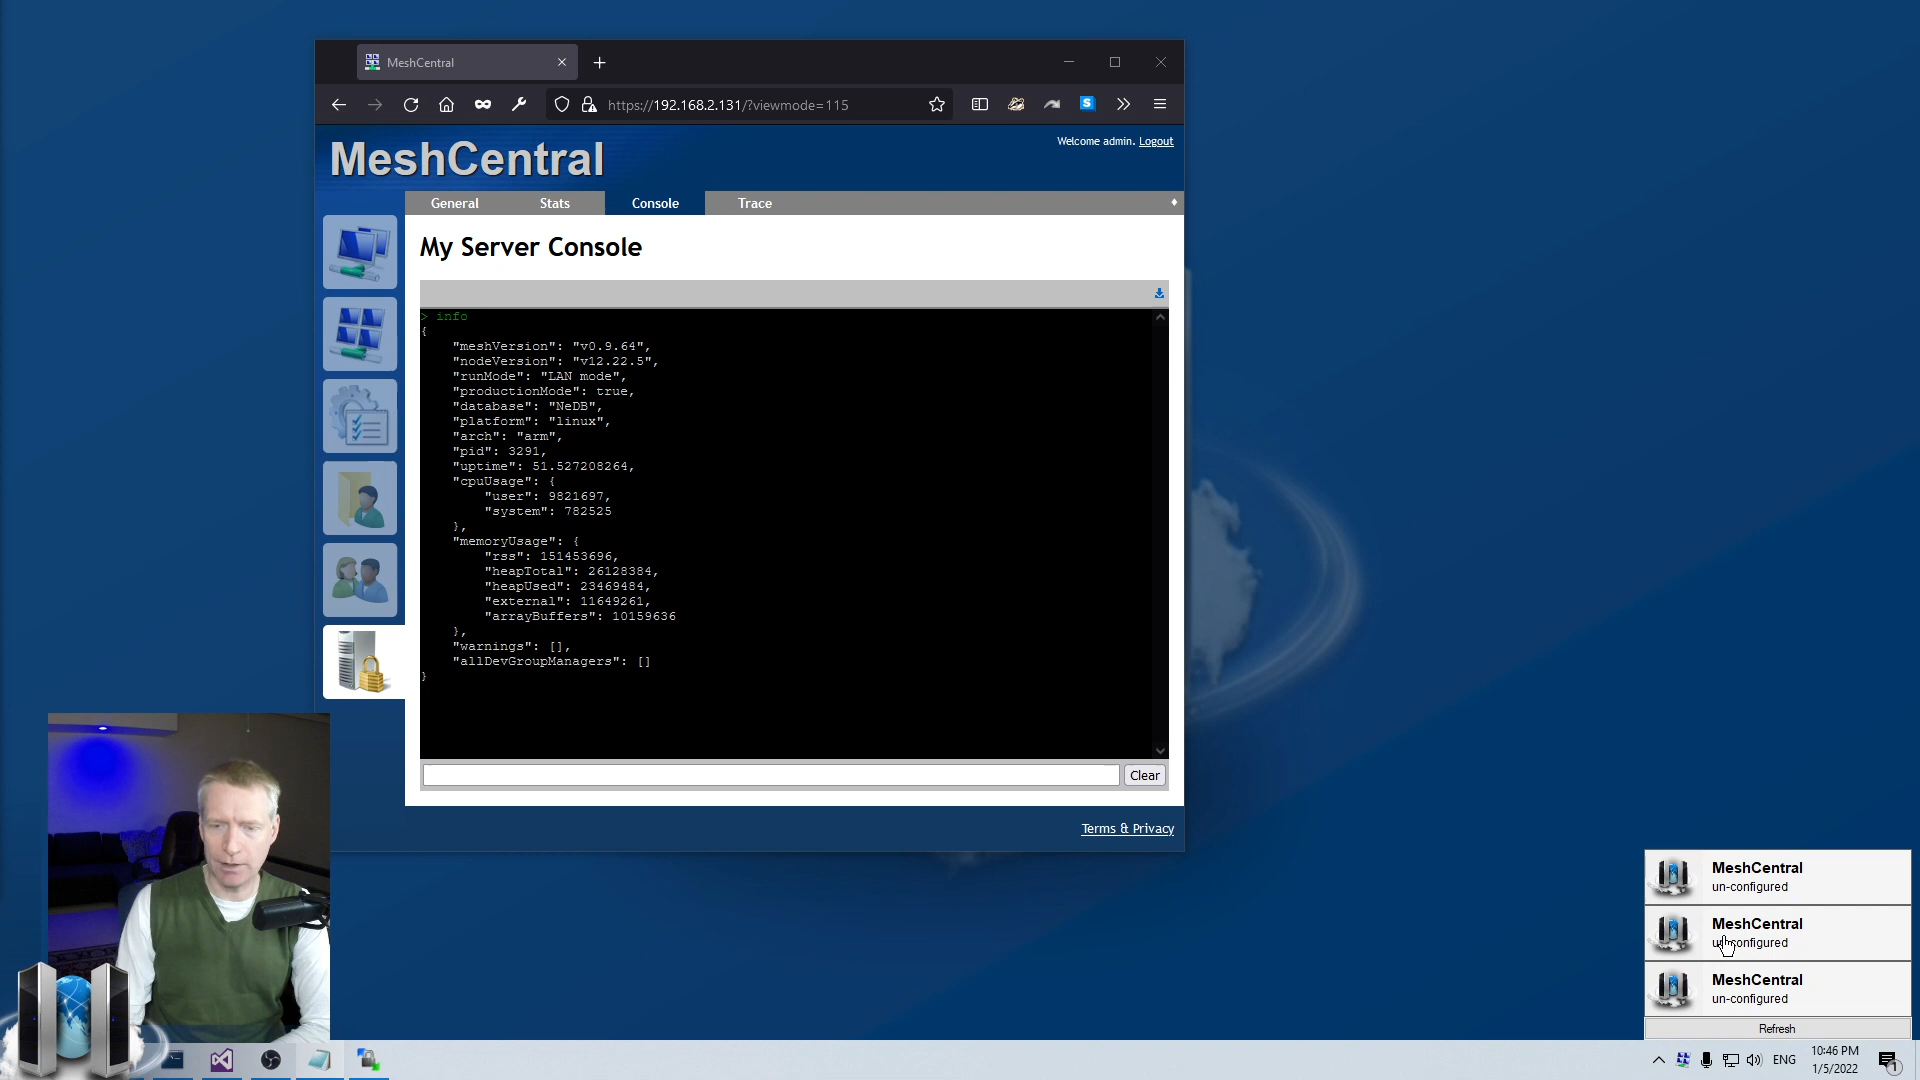 MeshCentral
https://192.168.2.131/?viewmode=115
MeshCentral
Welcome admin. Logout
General Stats Console Trace
My Server Console
> info
{
"meshVersion": "v0.9.64",
"nodeVersion": "v12.22.5",
"runMode": "LAN mode",
"productionMode": true,
"database": "NeDB",
"platform": "linux",
"arch": "arm",
"pid": 3291,
"uptime": 51.527208264,
"cpuUsage": {
"user": 9821697,
"system": 782525
},
"memoryUsage": {
"rss": 151453696,
"heapTotal": 26128384,
"heapUsed": 23469484,
"external": 11649261,
"arrayBuffers": 10159636
},
"warnings": [],
"allDevGroupManagers": []
}
Clear
Terms & Privacy
MeshCentral
un-configured
MeshCentral
un-configured
MeshCentral
un-configured
Refresh
ENG
10:46 PM
1/5/2022
1